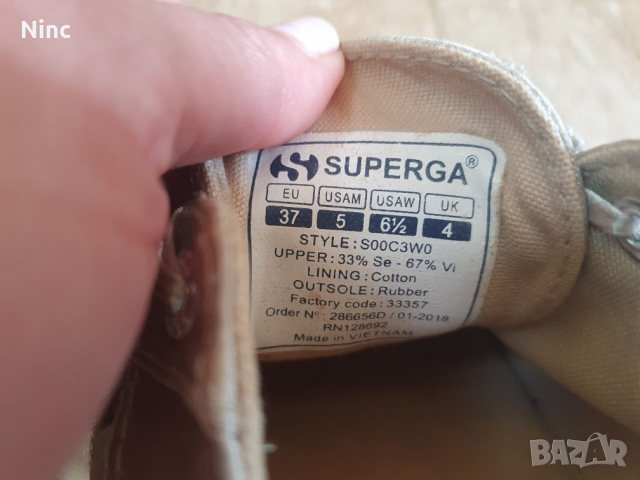 Ninc
SUPERGA®
EU USAM USAW UK
37 5 6½ 4
STYLE: S00C3W0
UPPER: 33% Se - 67% Vi
LINING: Cotton
OUTSOLE: Rubber
Factory code: 33357
Order N°: 286656D / 01-2018
RN128692
Made in VIETNAM
BAZAR